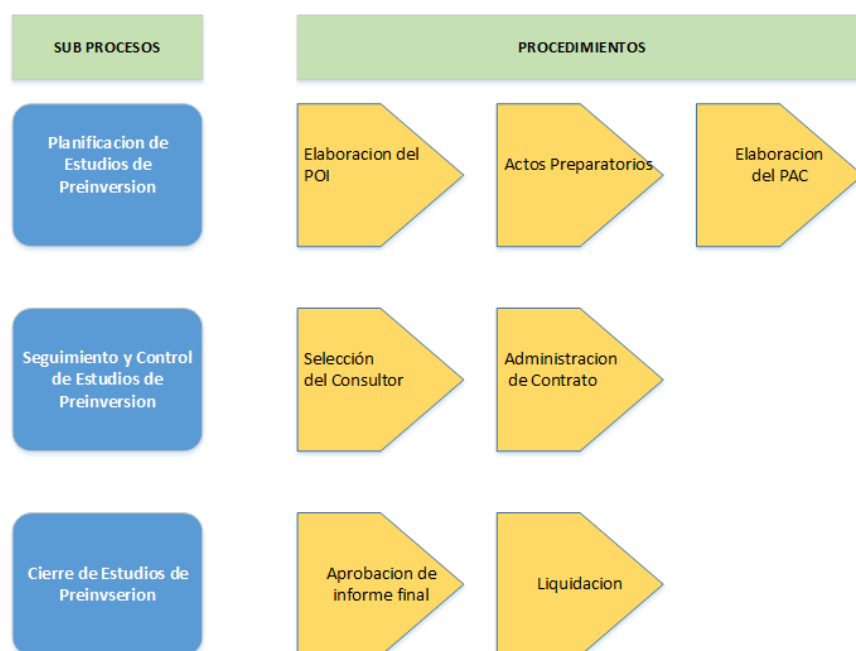 SUB PROCESOS
PROCEDIMIENTOS
Planificacion de
Estudios de
Preinversion
Elaboracion del
POI
Actos Preparatorios
Elaboracion
del PAC
Seguimiento y Control
de Estudios de
Preinversion
Selección
del Consultor
Administracion
de Contrato
Cierre de Estudios de
Preinvserion
Aprobacion de
informe final
Liquidacion